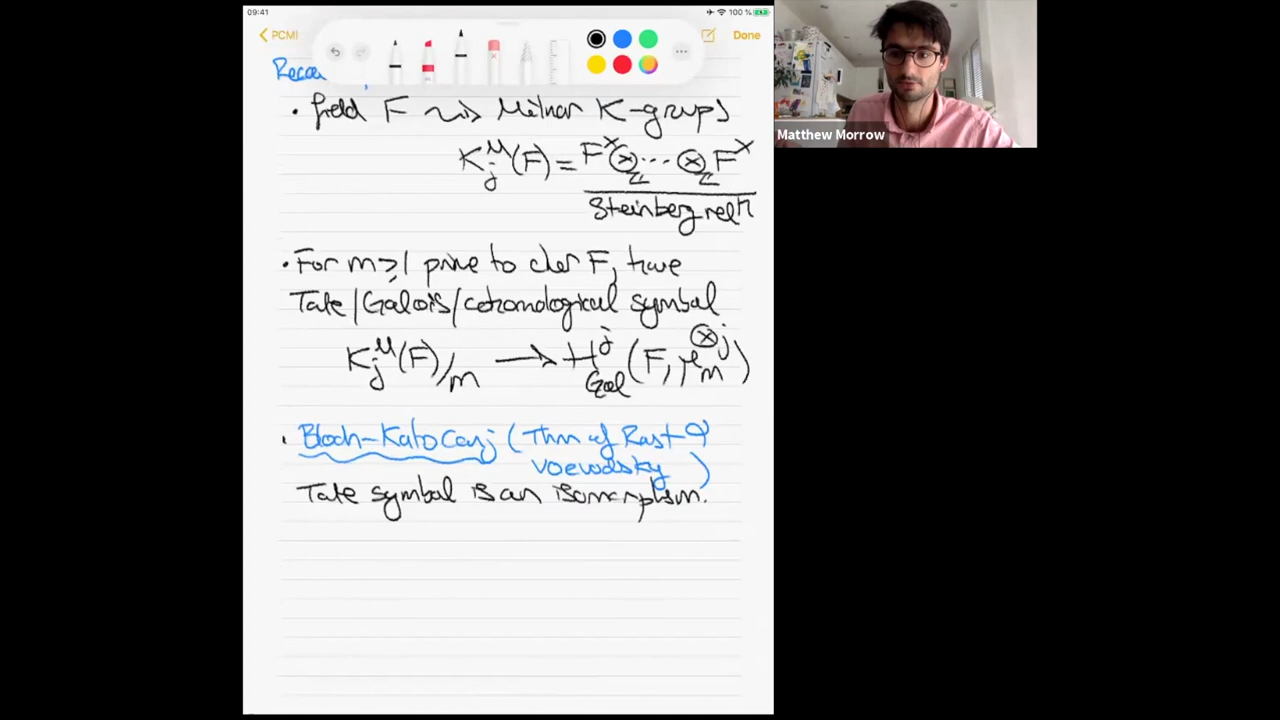 09:41
100 %
PCMI
Done
• field F ⇝ Milnor K-groups
K_j^M(F) = F^× ⊗_ℤ ... ⊗_ℤ F^×
Steinberg relⁿ
• For m ≥ 1 prime to char F, have
Tate/Galois/cohomological symbol
K_j^M(F)/m → H^j_Gal(F, μ_m^{⊗j})
• Bloch-Kato Conj (Thm of Rost &
Voevodsky)
Tate symbol is an isomorphism.
Matthew Morrow